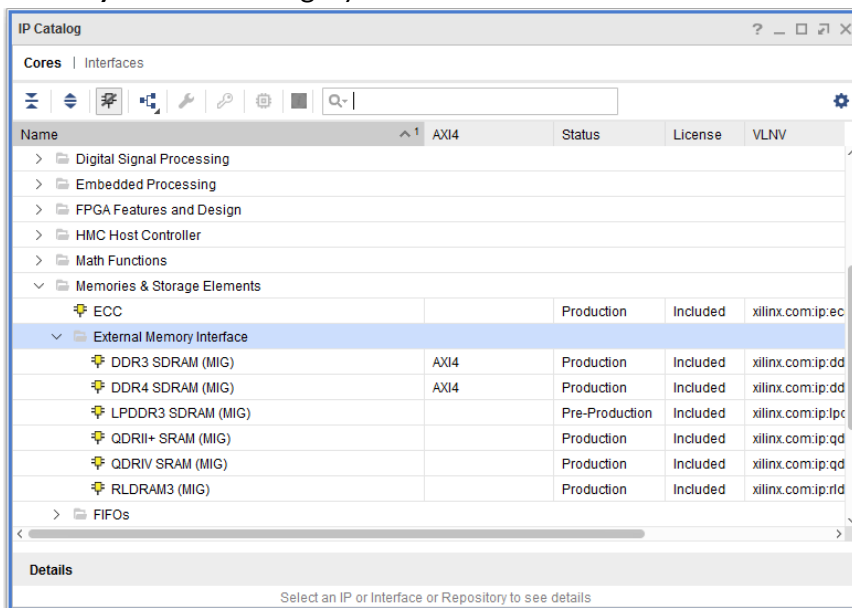 IP Catalog
Cores | Interfaces
Name 1 AXI4 Status License VLNV
Digital Signal Processing
Embedded Processing
FPGA Features and Design
HMC Host Controller
Math Functions
Memories & Storage Elements
ECC Production Included xilinx.com:ip:ec
External Memory Interface
DDR3 SDRAM (MIG) AXI4 Production Included xilinx.com:ip:dd
DDR4 SDRAM (MIG) AXI4 Production Included xilinx.com:ip:dd
LPDDR3 SDRAM (MIG) Pre-Production Included xilinx.com:ip:lpd
QDRII+ SRAM (MIG) Production Included xilinx.com:ip:qd
QDRIV SRAM (MIG) Production Included xilinx.com:ip:qd
RLDRAM3 (MIG) Production Included xilinx.com:ip:rld
FIFOs
Details
Select an IP or Interface or Repository to see details